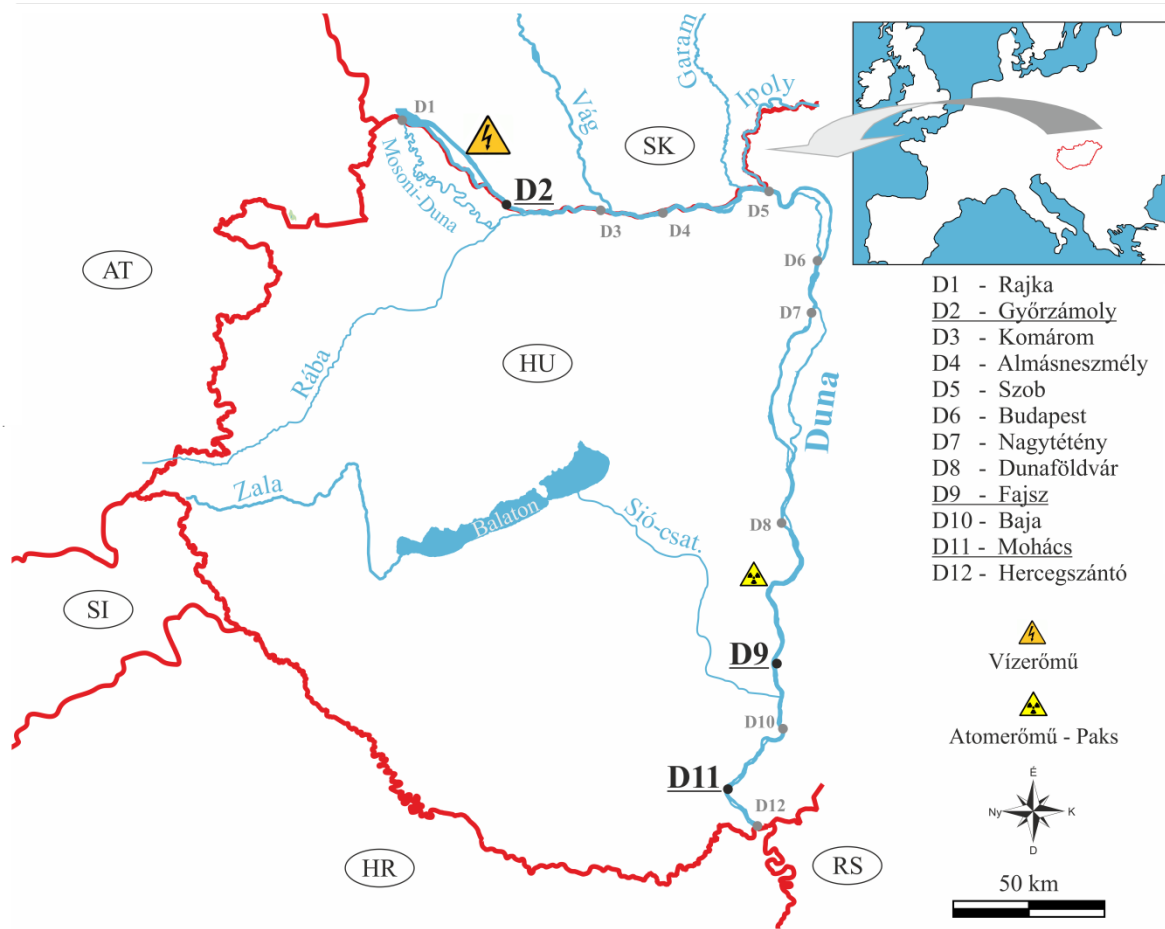 D1
Mosoni-Duna
D2
Vág
D3
SK
D4
Garam
Ipoly
D5
D6
D7
AT
Rába
HU
Duna
Zala
Balaton
Sió-csat.
D8
SI
D9
D10
D11
D12
HR
RS
D1 - Rajka
D2 - Győrzámoly
D3 - Komárom
D4 - Almásneszmély
D5 - Szob
D6 - Budapest
D7 - Nagytétény
D8 - Dunaföldvár
D9 - Fajsz
D10 - Baja
D11 - Mohács
D12 - Hercegszántó
Vízerőmű
Atomerőmű - Paks
É
Ny
K
D
50 km